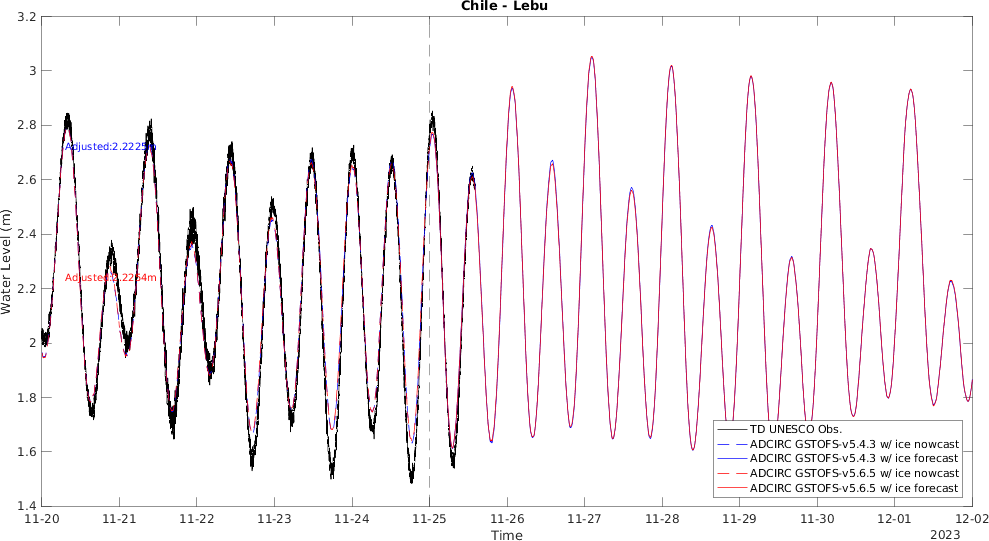 Chile - Lebu
3.2
3
2.8
2.6
2.4
2.2
2
1.8
1.6
1.4
Water Level (m)
Adjusted:2.2225m
Adjusted:2.2264m
TD UNESCO Obs.
ADCIRC GSTOFS-v5.4.3 w/ ice nowcast
ADCIRC GSTOFS-v5.4.3 w/ ice forecast
ADCIRC GSTOFS-v5.6.5 w/ ice nowcast
ADCIRC GSTOFS-v5.6.5 w/ ice forecast
11-20 11-21 11-22 11-23 11-24 11-25 11-26 11-27 11-28 11-29 11-30 12-01 12-02
Time
2023